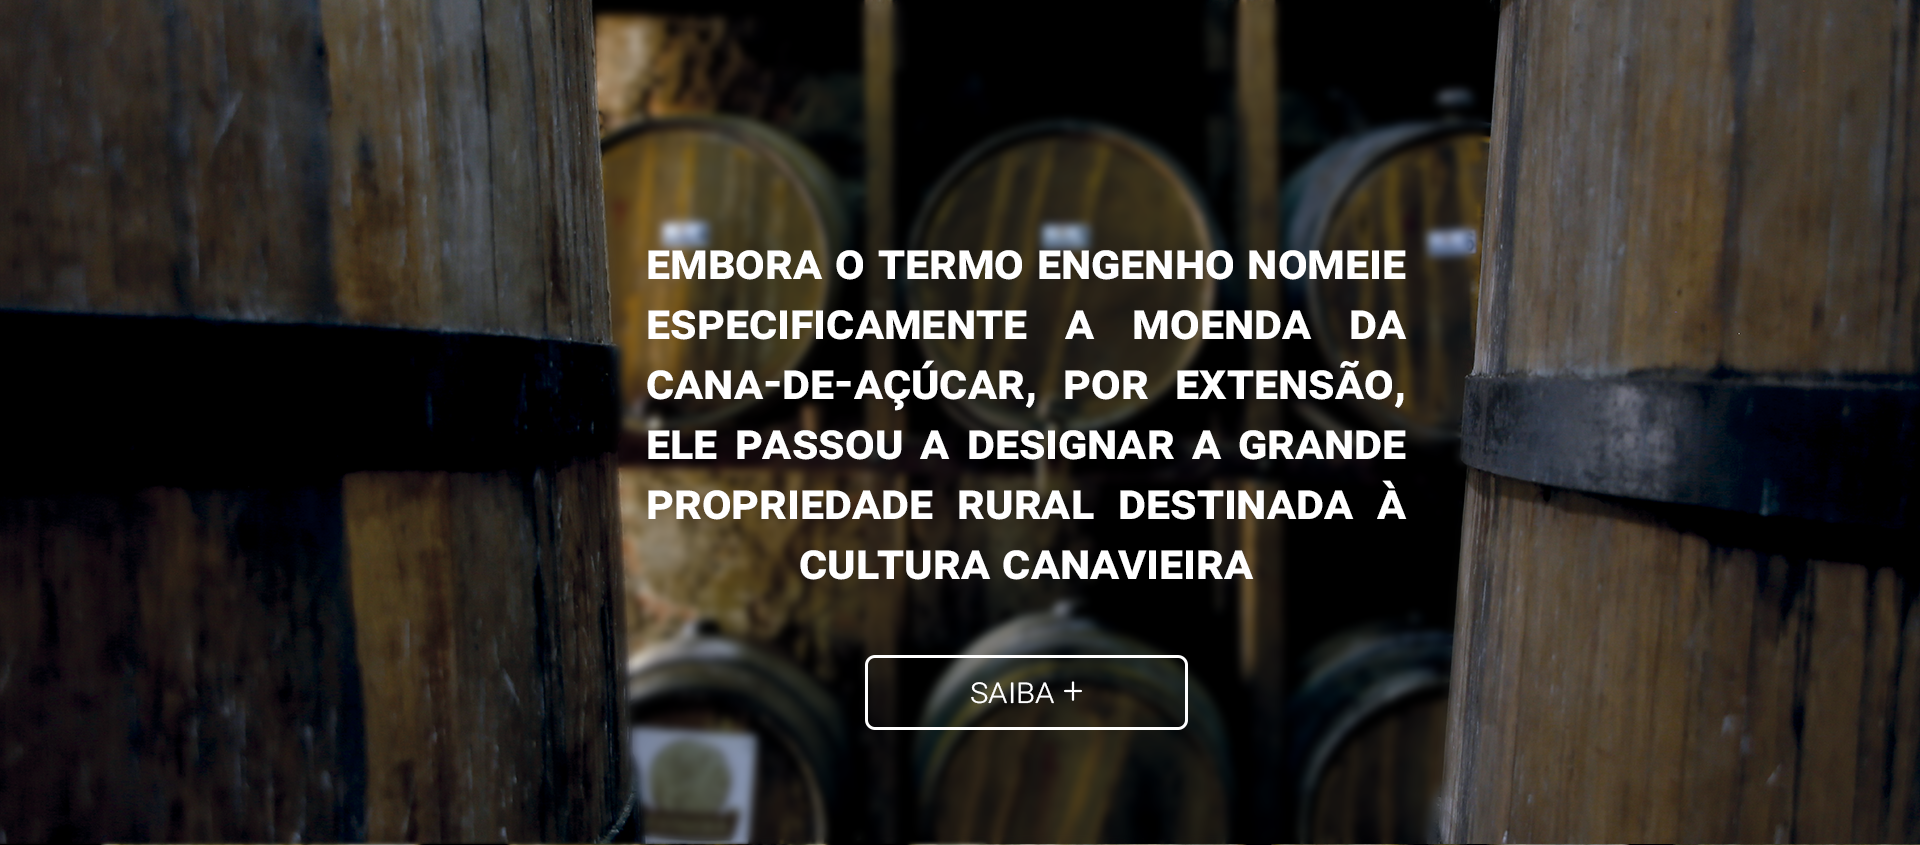 EMBORA O TERMO ENGENHO NOMEIE
ESPECIFICAMENTE A MOENDA DA
CANA-DE-AÇÚCAR, POR EXTENSÃO,
ELE PASSOU A DESIGNAR A GRANDE
PROPRIEDADE RURAL DESTINADA À
CULTURA CANAVIEIRA
SAIBA +